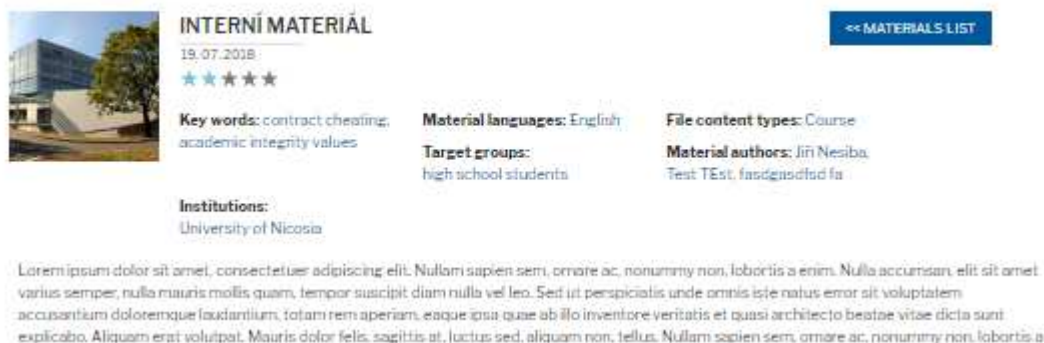 INTERNÍ MATERIÁL
<< MATERIALS LIST
19. 07. 2018
Key words: contract cheating,
academic integrity values
Material languages: English
Target groups:
high school students
File content types: Course
Material authors: Jiří Nesiba,
Test TEst, fasdgasdfsd fa
Institutions:
University of Nicosia
Lorem ipsum dolor sit amet, consectetuer adipiscing elit. Nullam sapien sem, ornare ac, nonummy non, lobortis a enim. Nulla accumsan, elit sit amet
varius semper, nulla mauris mollis quam, tempor suscipit diam nulla vel leo. Sed ut perspiciatis unde omnis iste natus error sit voluptatem
accusantium doloremque laudantium, totam rem aperiam, eaque ipsa quae ab illo inventore veritatis et quasi architecto beatae vitae dicta sunt
explicabo. Aliquam erat volutpat. Mauris dolor felis, sagittis at, luctus sed, aliquam non, tellus. Nullam sapien sem, ornare ac, nonummy non, lobortis a